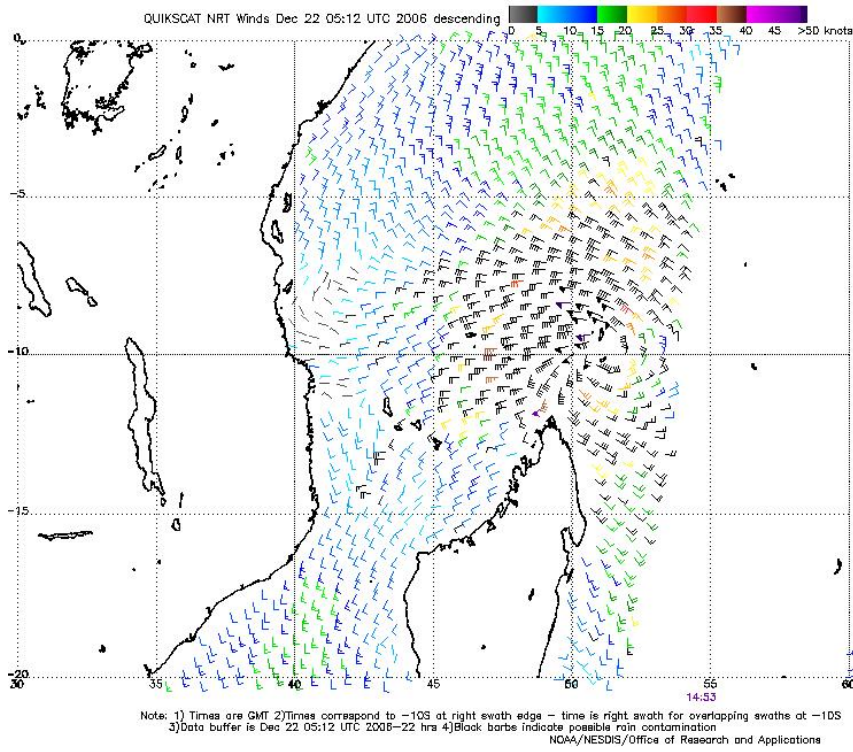 QUIKSCAT NRT Winds Dec 22 05:12 UTC 2006 descending
0 5 10 15 20 25 30 35 40 45 >50 knots
0
-5
-10
-15
-20
30 35 40 45 50 55 60
14:53
Note: 1) Times are GMT 2)Times correspond to -10S at right swath edge - time is right swath for overlapping swaths at -10S
3)Data buffer is Dec 22 05:12 UTC 2006-22 hrs 4)Black barbs indicate possible rain contamination
NOAA/NESDIS/Office of Research and Applications